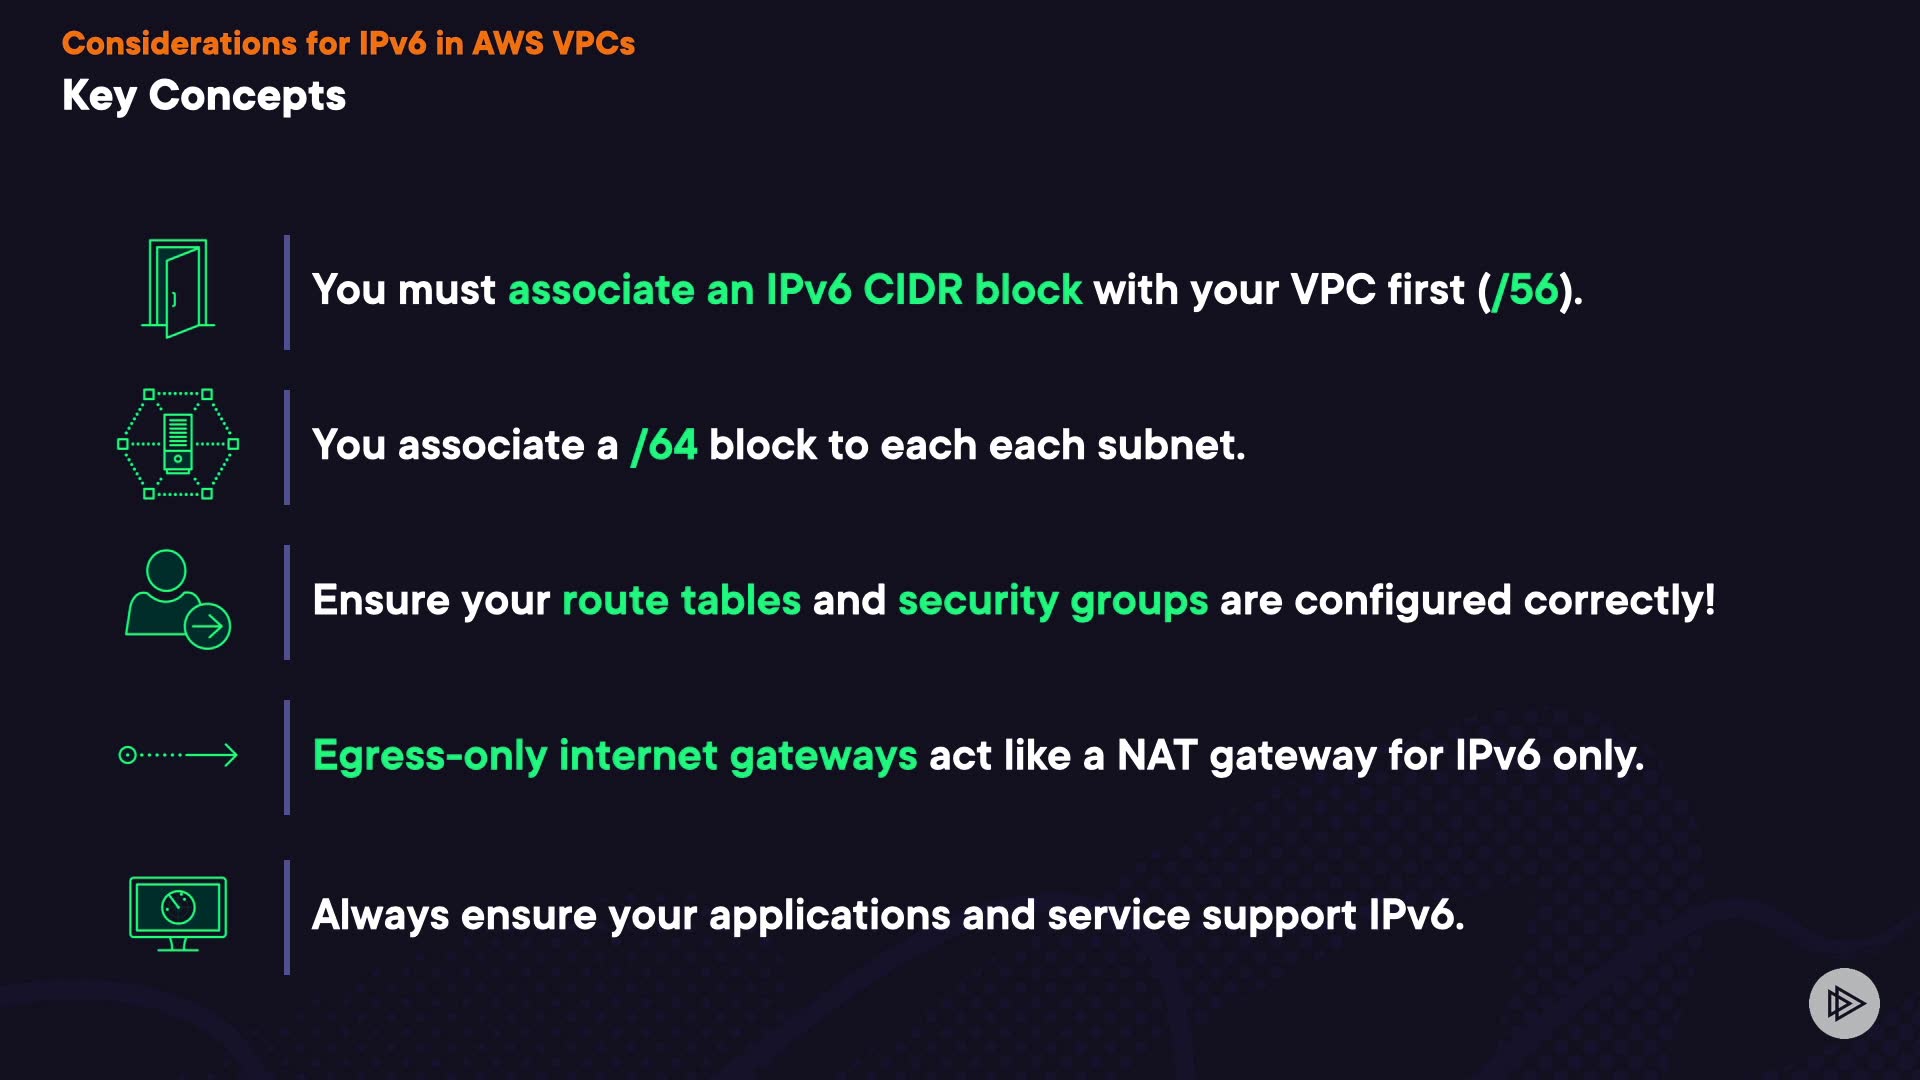 Considerations for IPv6 in AWS VPCs
Key Concepts
You must associate an IPv6 CIDR block with your VPC first (/56).
You associate a /64 block to each each subnet.
Ensure your route tables and security groups are configured correctly!
Egress-only internet gateways act like a NAT gateway for IPv6 only.
Always ensure your applications and service support IPv6.